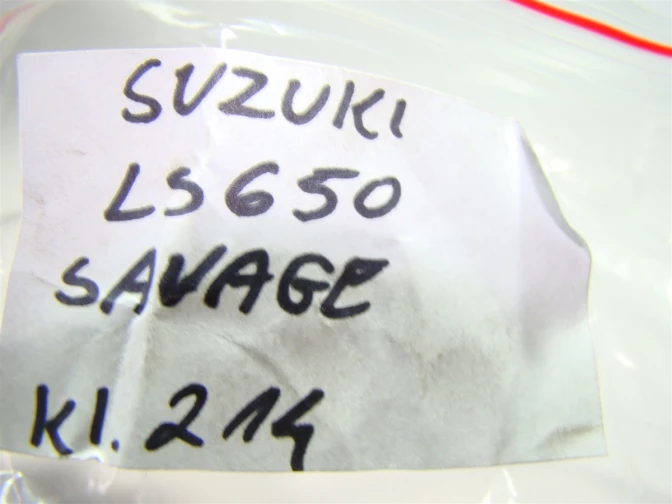 SUZUKI
LS650
SAVAGE
Kl. 214